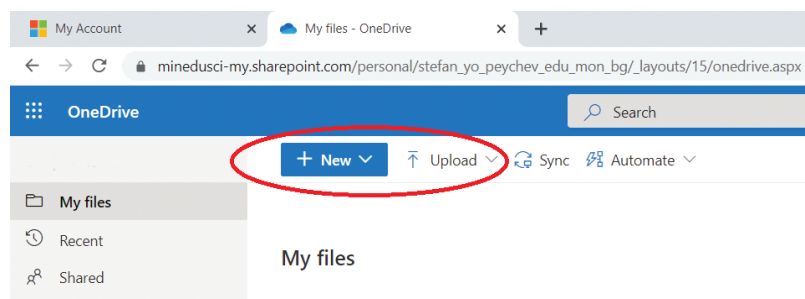 My Account × My files - OneDrive × +
minedusci-my.sharepoint.com/personal/stefan_yo_peychev_edu_mon_bg/_layouts/15/onedrive.aspx
OneDrive Search
+ New Upload Sync Automate
My files
Recent
My files
Shared